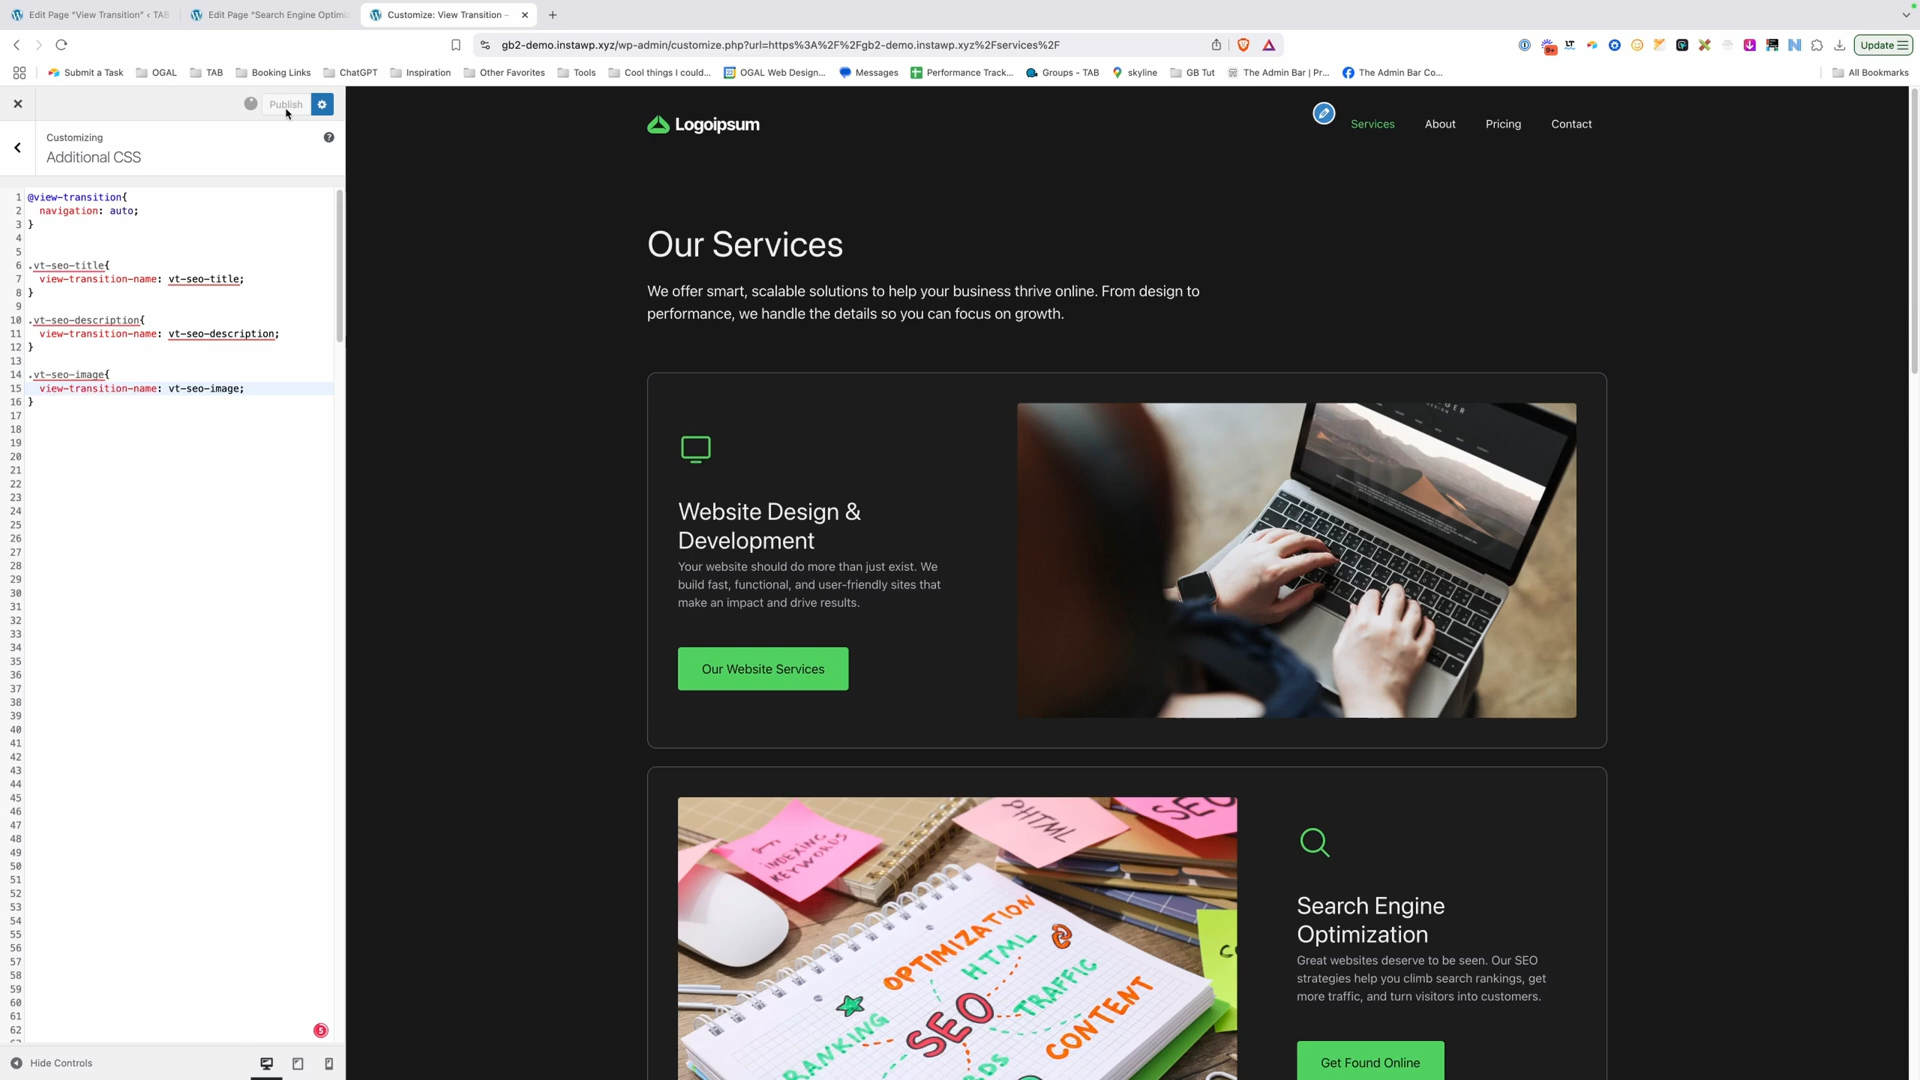 Edit Page "View Transition" ‹ TAB
Edit Page "Search Engine Optimiz
Customize: View Transition –
gb2-demo.instawp.xyz/wp-admin/customize.php?url=https%3A%2F%2Fgb2-demo.instawp.xyz%2Fservices%2F
Update
Submit a Task
OGAL
TAB
Booking Links
ChatGPT
Inspiration
Other Favorites
Tools
Cool things I could...
OGAL Web Design...
Messages
Performance Track...
Groups - TAB
skyline
GB Tut
The Admin Bar | Pr...
The Admin Bar Co...
All Bookmarks
Publish
Customizing
Additional CSS
1 @view-transition{
2 navigation: auto;
3 }
4
5
6 .vt-seo-title{
7 view-transition-name: vt-seo-title;
8 }
9
10 .vt-seo-description{
11 view-transition-name: vt-seo-description;
12 }
13
14 .vt-seo-image{
15 view-transition-name: vt-seo-image;
16 }
17
18
19
20
21
22
23
24
25
26
27
28
29
30
31
32
33
34
35
36
37
38
39
40
41
42
43
44
45
46
47
48
49
50
51
52
53
54
55
56
57
58
59
60
61
62
5
Hide Controls
Logoipsum
Services
About
Pricing
Contact
Our Services
We offer smart, scalable solutions to help your business thrive online. From design to
performance, we handle the details so you can focus on growth.
Website Design &
Development
Your website should do more than just exist. We
build fast, functional, and user-friendly sites that
make an impact and drive results.
Our Website Services
INDEXING
KEYWORDS
PHTML
SEO
OPTIMIZATION
HTML
TRAFFIC
CONTENT
SEO
RANKING
Search Engine
Optimization
Great websites deserve to be seen. Our SEO
strategies help you climb search rankings, get
more traffic, and turn visitors into customers.
Get Found Online